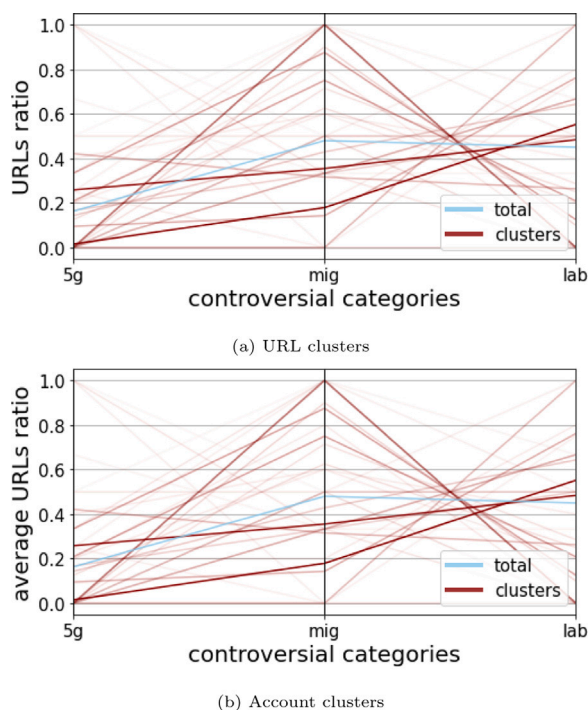 1.0
0.8
0.6
0.4
0.2
0.0
URLs ratio
total
clusters
5g mig lab
controversial categories
(a) URL clusters
1.0
0.8
0.6
0.4
0.2
0.0
average URLs ratio
total
clusters
5g mig lab
controversial categories
(b) Account clusters